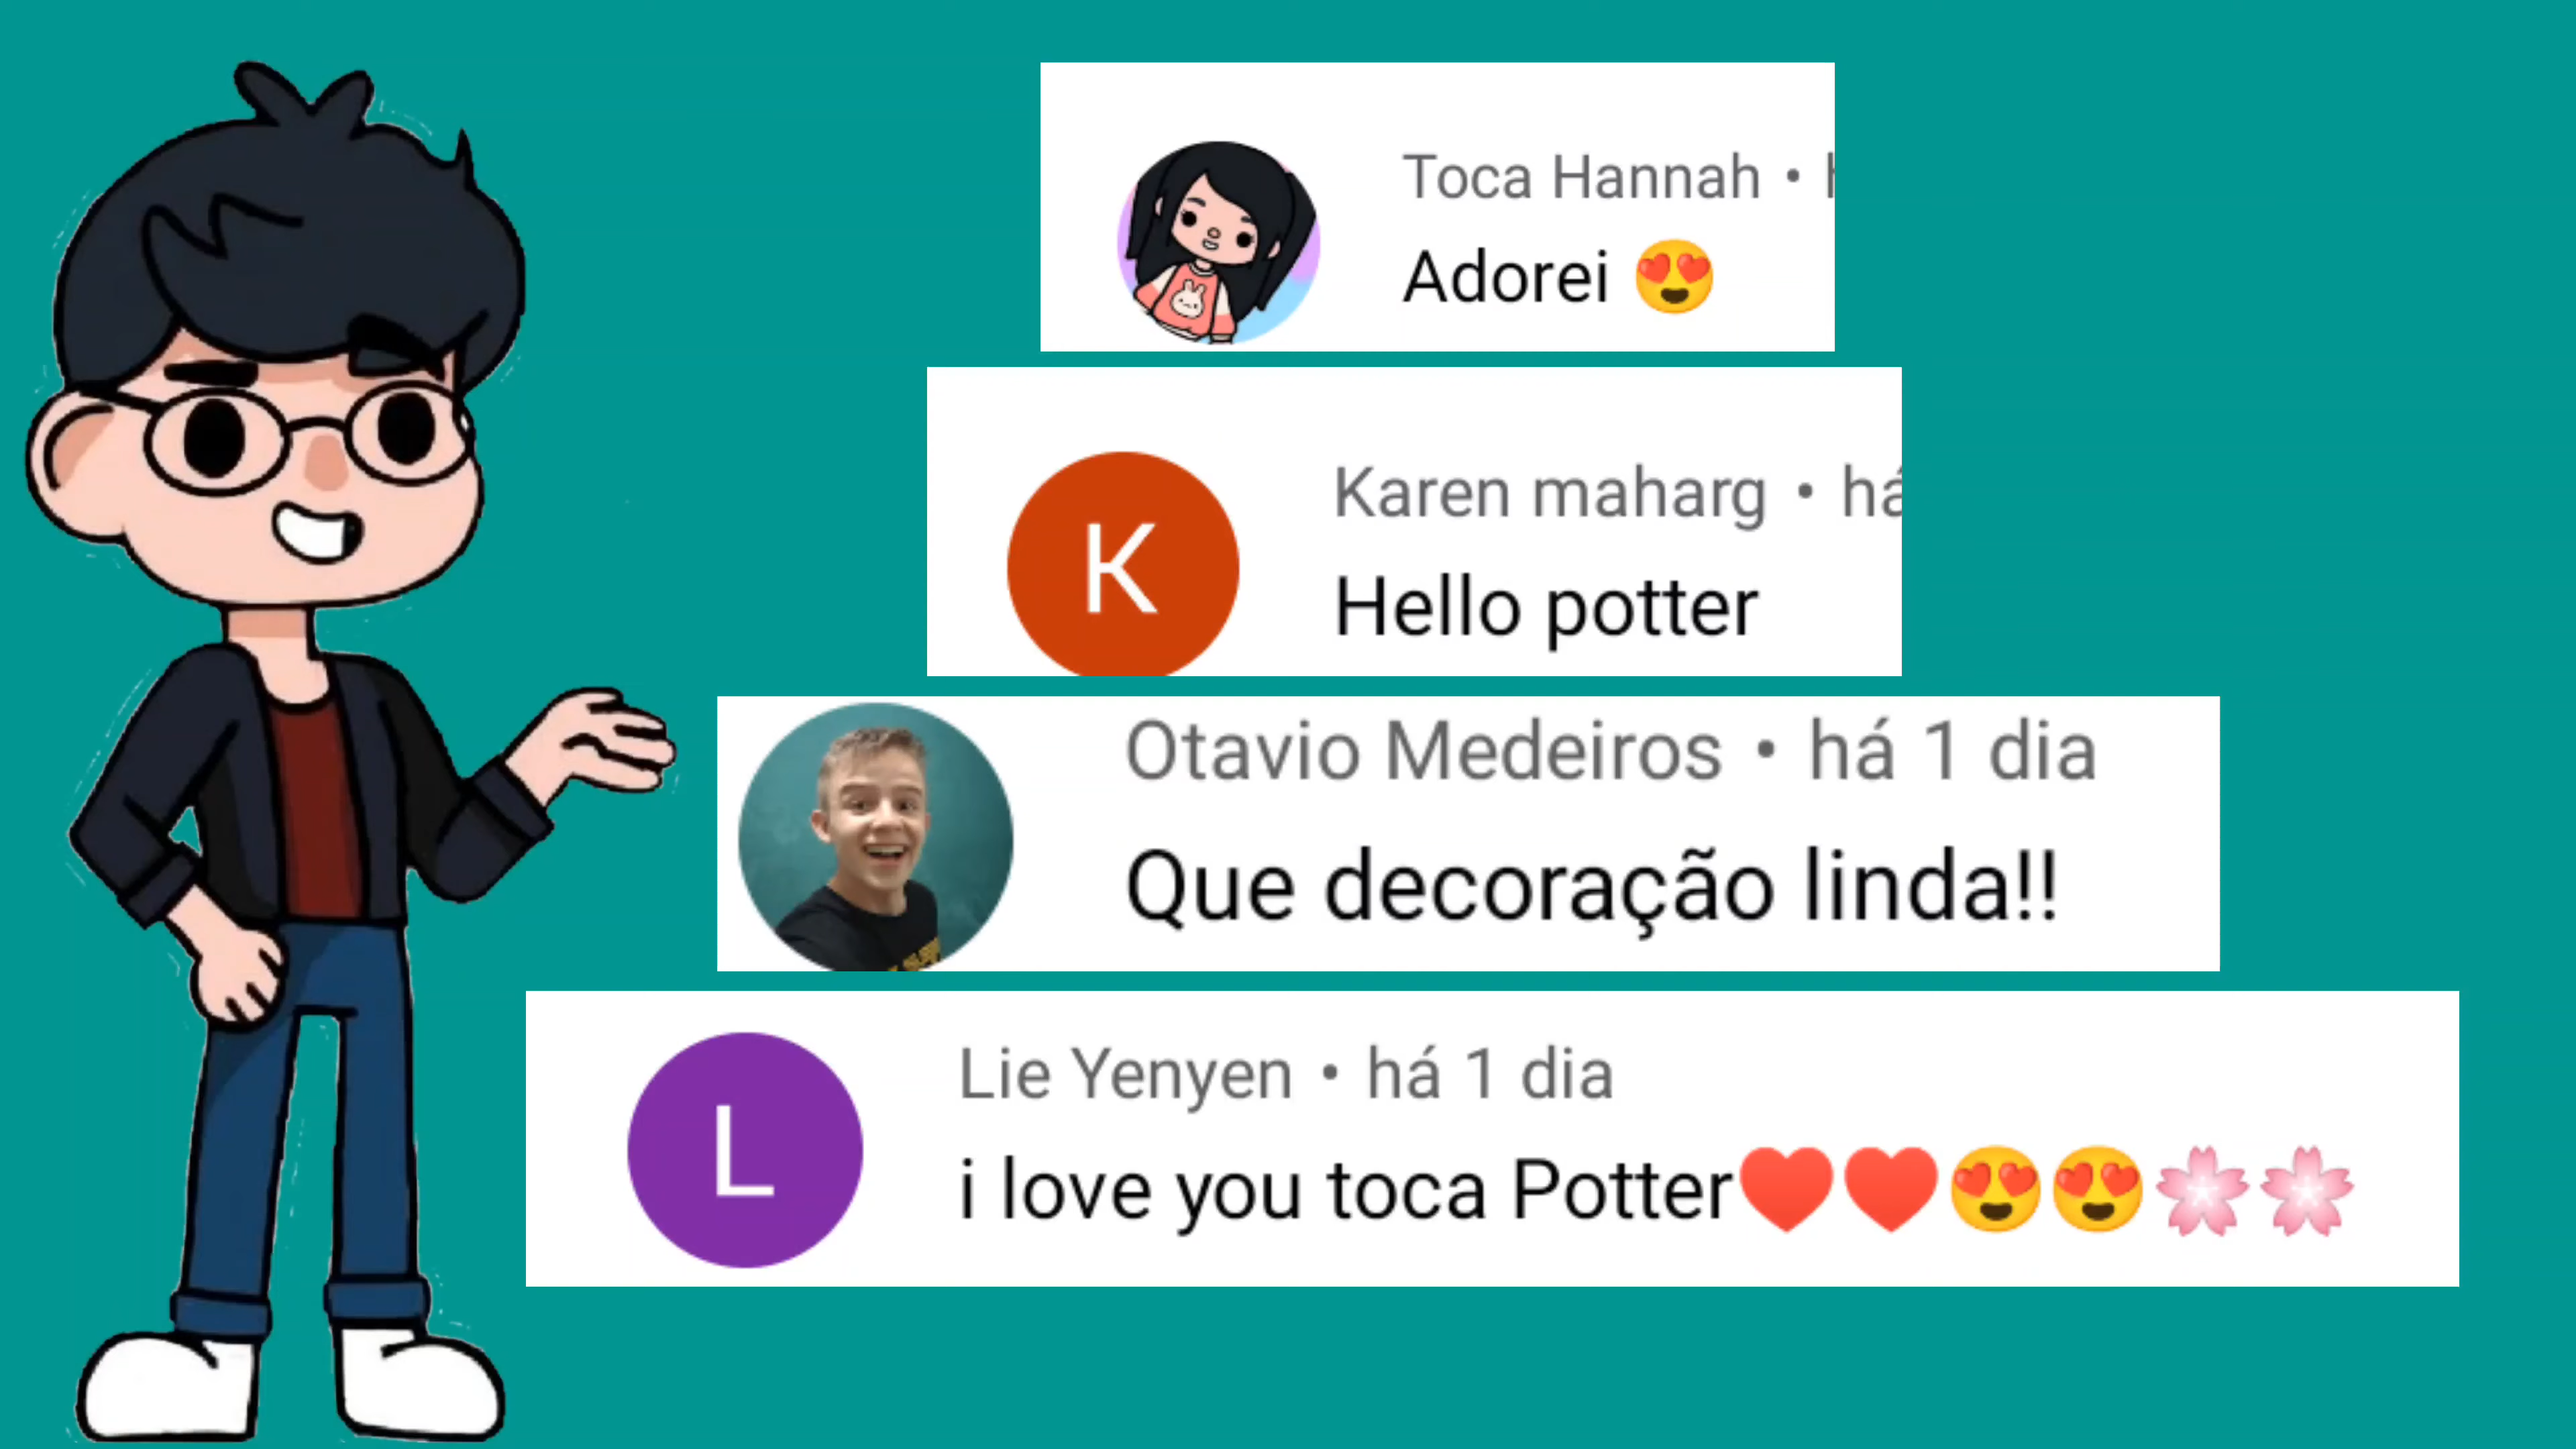 Toca Hannah •
Adorei 😍
K
Karen maharg • há
Hello potter
Otavio Medeiros • há 1 dia
Que decoração linda!!
L
Lie Yenyen • há 1 dia
i love you toca Potter❤️❤️😍😍🌸🌸